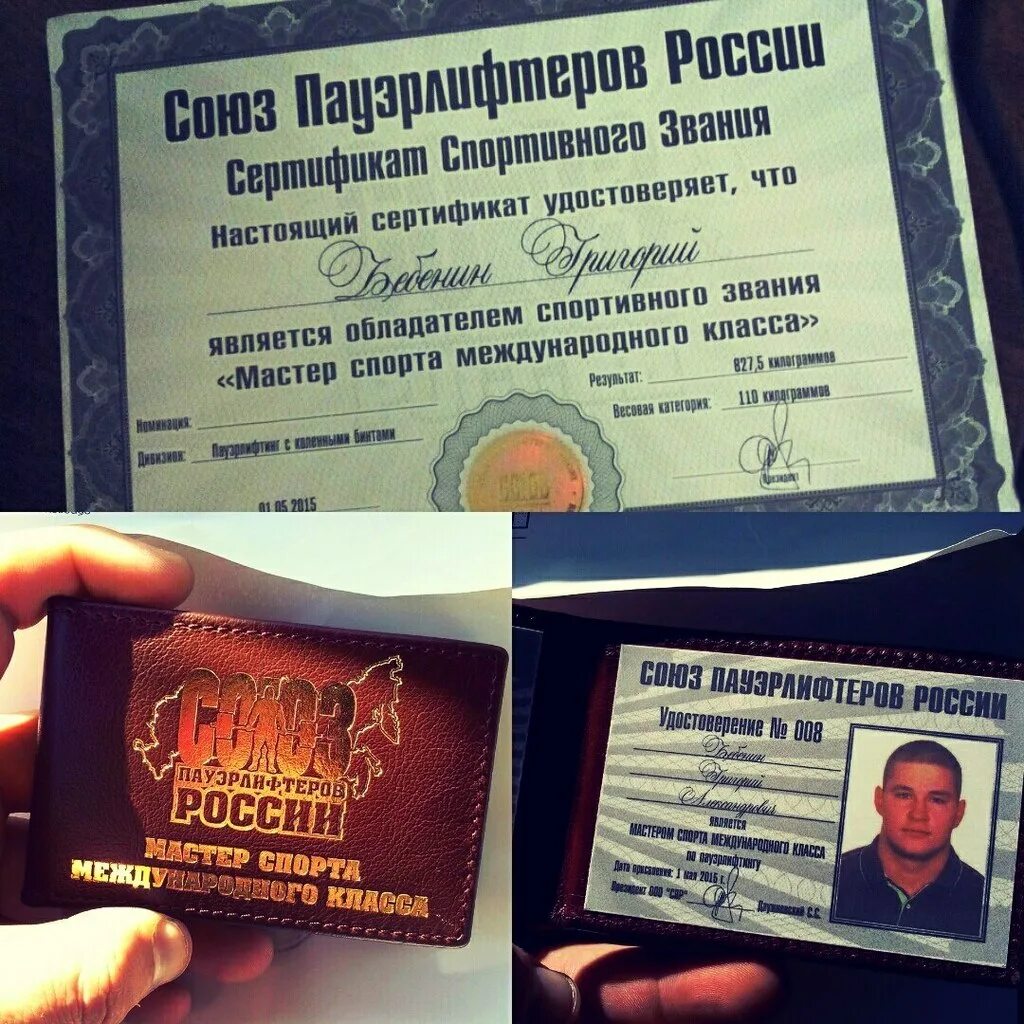 Союз Пауэрлифтеров России
Сертификат Спортивного Звания
Настоящий сертификат удостоверяет, что
Бебенин Григорий
является обладателем спортивного звания
«Мастер спорта международного класса»
Номинация:
Результат: 827,5 килограммов
Дивизион: Пауэрлифтинг с коленными бинтами
Весовая категория: 110 килограммов
Президент
01.05.2015
СОЮЗ
ПАУЭРЛИФТЕРОВ
РОССИИ
МАСТЕР СПОРТА
МЕЖДУНАРОДНОГО КЛАССА
СОЮЗ ПАУЭРЛИФТЕРОВ РОССИИ
Удостоверение № 008
Бебенин
Григорий
Александрович
является
МАСТЕРОМ СПОРТА МЕЖДУНАРОДНОГО КЛАССА
по пауэрлифтингу
Дата присвоения: 1 мая 2015 г.
Президент ООО "СПР"